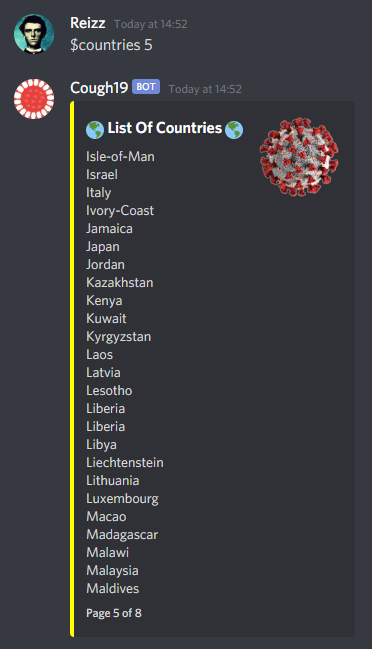 Reizz Today at 14:52
$countries 5
Cough19 BOT Today at 14:52
List Of Countries
Isle-of-Man
Israel
Italy
Ivory-Coast
Jamaica
Japan
Jordan
Kazakhstan
Kenya
Kuwait
Kyrgyzstan
Laos
Latvia
Lesotho
Liberia
Liberia
Libya
Liechtenstein
Lithuania
Luxembourg
Macao
Madagascar
Malawi
Malaysia
Maldives
Page 5 of 8